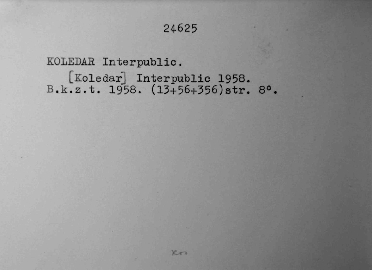 24625
KOLEDAR Interpublic.
[Koledar] Interpublic 1958.
B.k.z.t. 1958. (13+56+356)str. 8°.